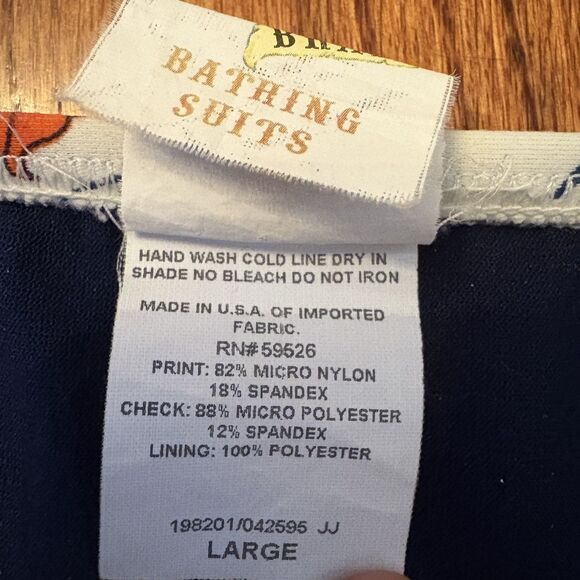 BATHING
SUITS
HAND WASH COLD LINE DRY IN
SHADE NO BLEACH DO NOT IRON
MADE IN U.S.A. OF IMPORTED
FABRIC.
RN#59526
PRINT: 82% MICRO NYLON
18% SPANDEX
CHECK: 88% MICRO POLYESTER
12% SPANDEX
LINING: 100% POLYESTER
198201/042595 JJ
LARGE